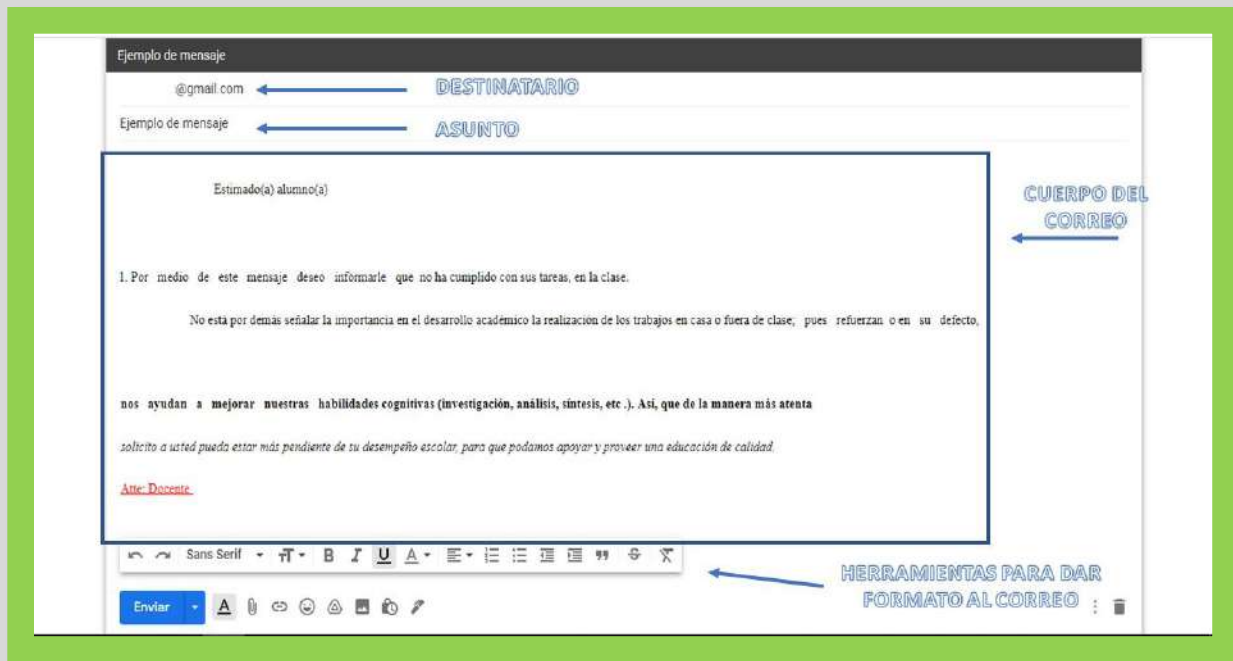 Ejemplo de mensaje
@gmail.com
DESTINATARIO
Ejemplo de mensaje
ASUNTO
Estimado(a) alumno(a)
CUERPO DEL
CORREO
1. Por medio de este mensaje deseo informarle que no ha cumplido con sus tareas, en la clase.
No está por demás señalar la importancia en el desarrollo académico la realización de los trabajos en casa o fuera de clase; pues refuerzan o en su defecto,
nos ayudan a mejorar nuestras habilidades cognitivas (investigación, análisis, síntesis, etc .). Así, que de la manera más atenta
solicito a usted pueda estar más pendiente de su desempeño escolar, para que podamos apoyar y proveer una educación de calidad.
Atte: Docente
Sans Serif
HERRAMIENTAS PARA DAR
FORMATO AL CORREO
Enviar